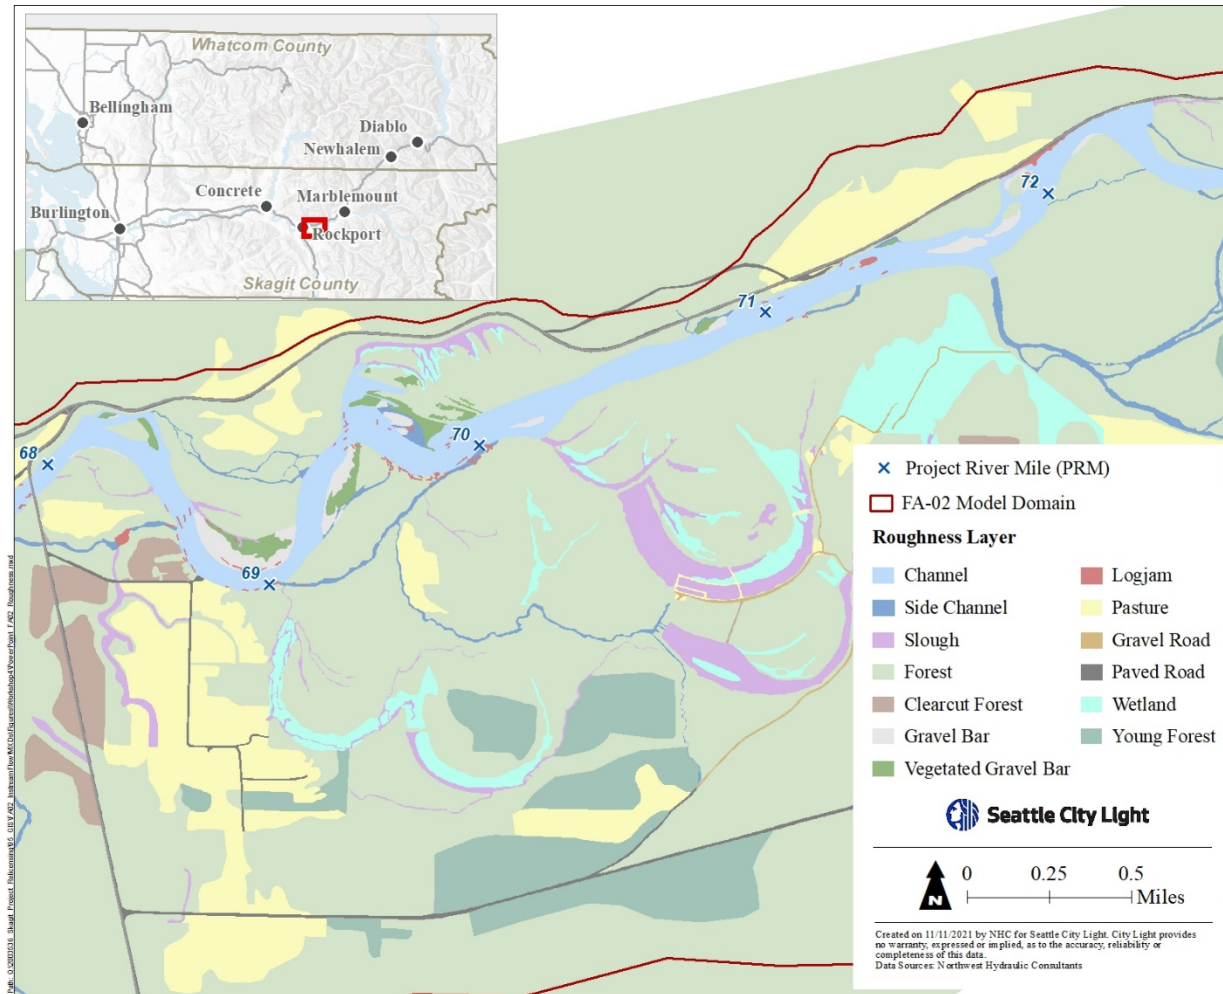 Whatcom County
Bellingham
Diablo
Newhalem
Concrete
Marblemount
Burlington
Rockport
Skagit County
72
71
70
68
69
Project River Mile (PRM)
FA-02 Model Domain
Roughness Layer
Channel
Side Channel
Slough
Forest
Clearcut Forest
Gravel Bar
Vegetated Gravel Bar
Logjam
Pasture
Gravel Road
Paved Road
Wetland
Young Forest
Seattle City Light
N
0 0.25 0.5
Miles
Created on 11/11/2021 by NHC for Seattle City Light. City Light provides
no warranty, expressed or implied, as to the accuracy, reliability or
completeness of this data.
Data Sources: Northwest Hydraulic Consultants